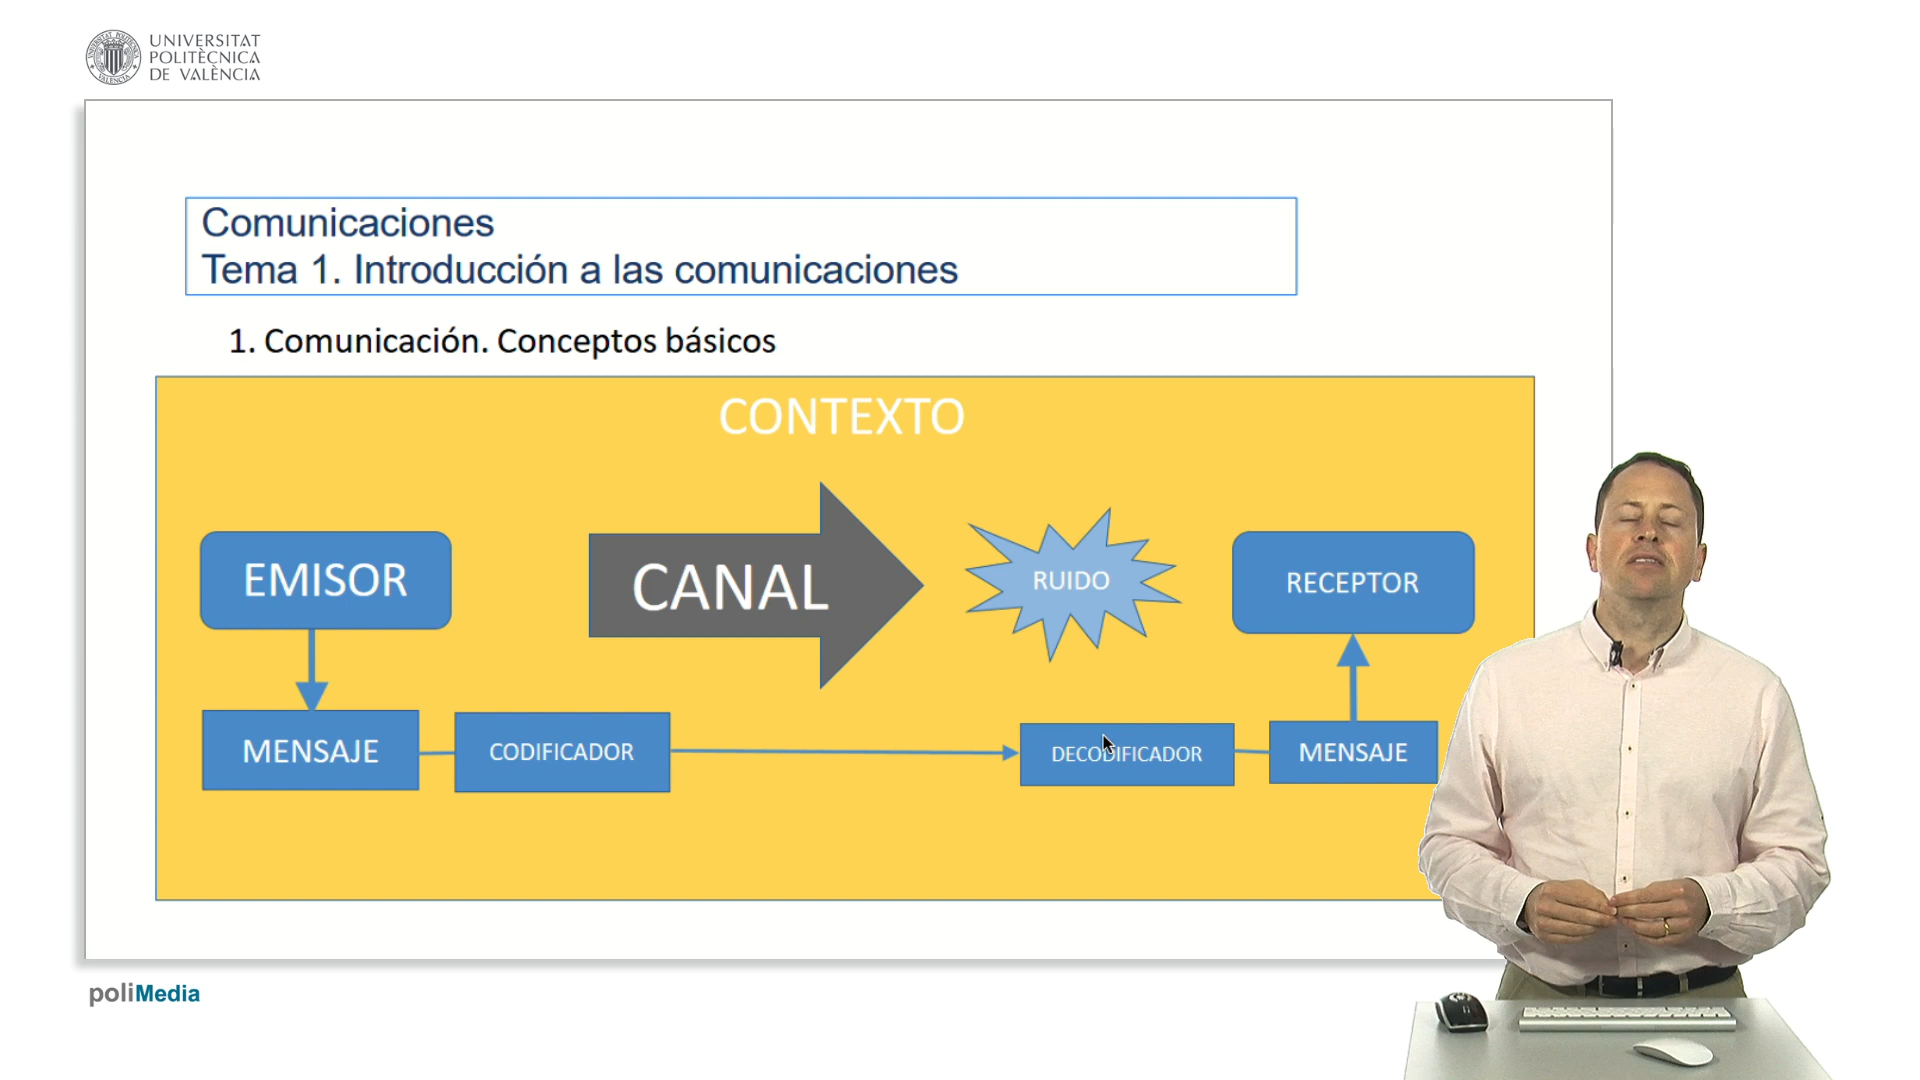 UNIVERSITAT
POLITÈCNICA
DE VALÈNCIA
Comunicaciones
Tema 1. Introducción a las comunicaciones
1. Comunicación. Conceptos básicos
CONTEXTO
EMISOR
CANAL
RUIDO
RECEPTOR
MENSAJE
CODIFICADOR
DECODIFICADOR
MENSAJE
poliMedia